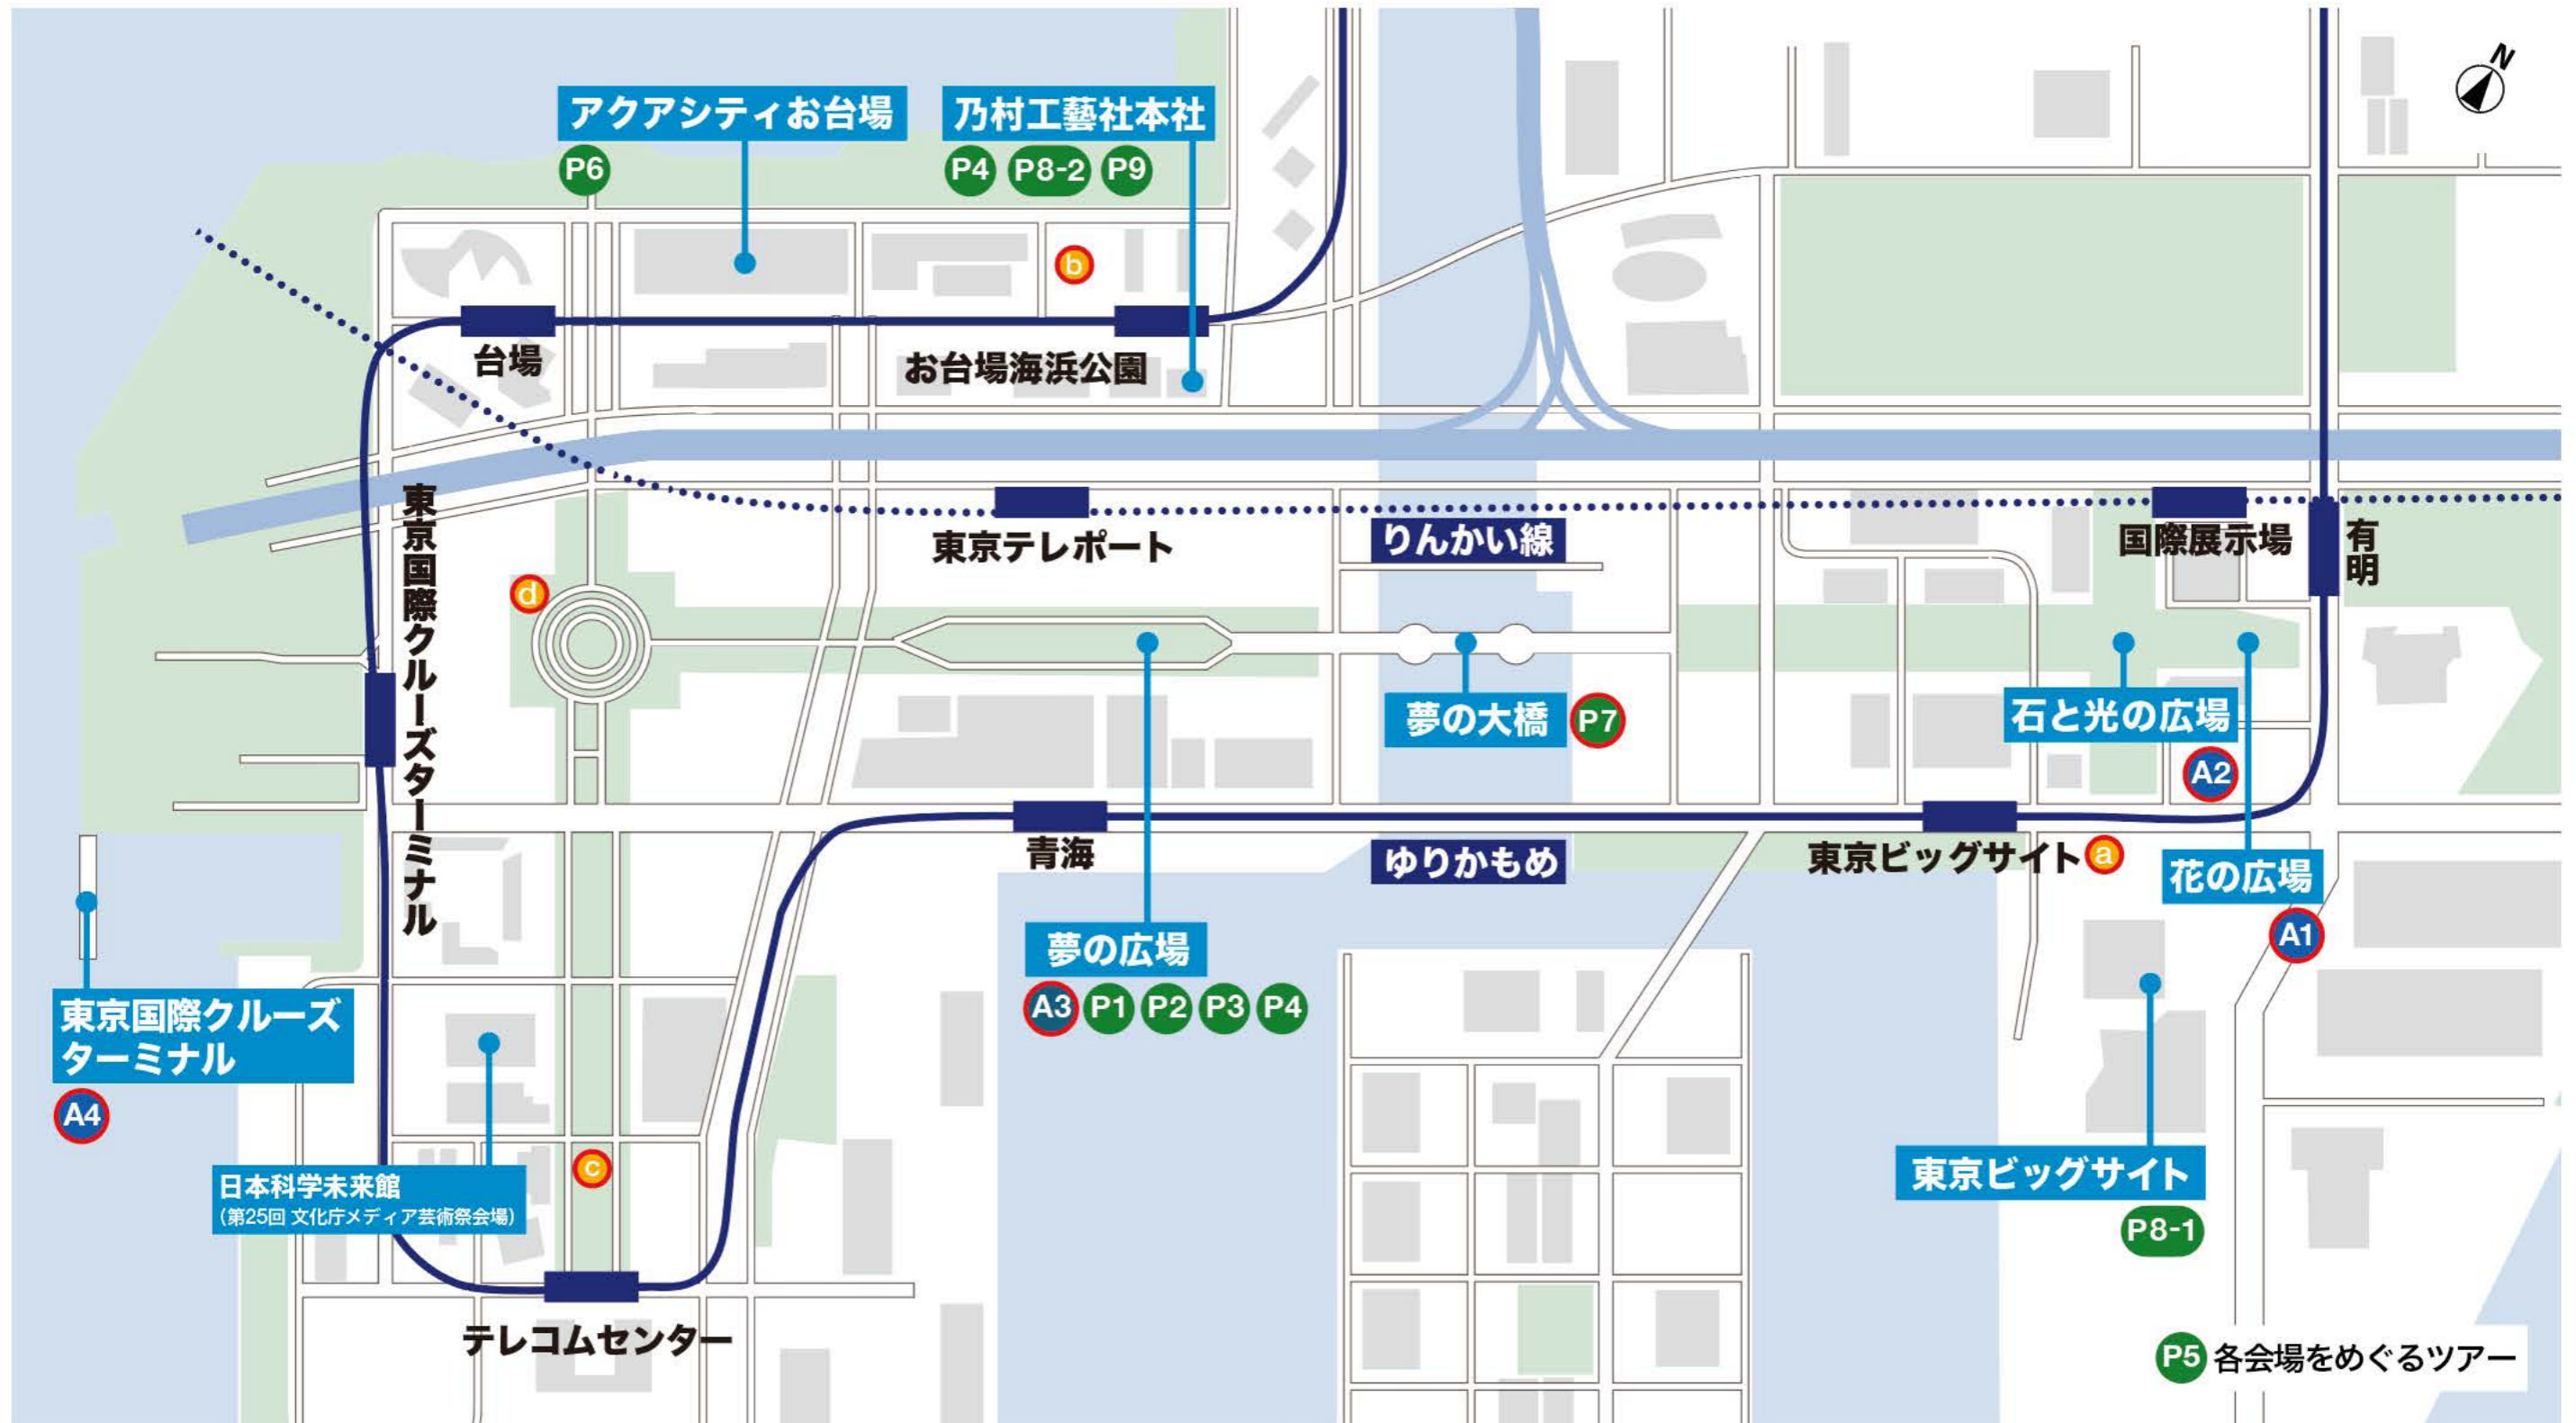 N
アクアシティお台場
P6
乃村工藝社本社
P4 P8-2 P9
b
台場
お台場海浜公園
東京国際クルーズターミナル
東京テレポート
りんかい線
国際展示場
有明
d
夢の大橋 P7
石と光の広場
A2
青海
ゆりかもめ
東京ビッグサイト a
花の広場
A1
夢の広場
A3 P1 P2 P3 P4
東京国際クルーズ
ターミナル
A4
日本科学未来館
(第25回 文化庁メディア芸術祭会場)
c
東京ビッグサイト
P8-1
テレコムセンター
P5 各会場をめぐるツアー